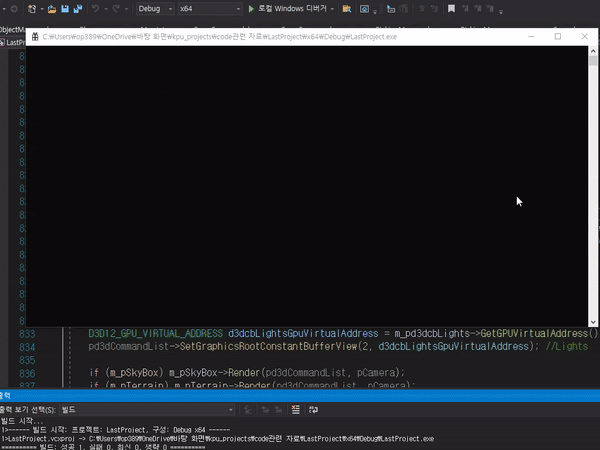 Debug x64 로컬 Windows 디버거
C:₩Users₩op389₩OneDrive₩바탕 화면₩kpu_projects₩code관련 자료₩LastProject₩x64₩Debug₩LastProject.exe
833 D3D12_GPU_VIRTUAL_ADDRESS d3dcbLightsGpuVirtualAddress = m_pd3dcbLights->GetGPUVirtualAddress()
834 pd3dCommandList->SetGraphicsRootConstantBufferView(2, d3dcbLightsGpuVirtualAddress); //Lights
835
836 if (m_pSkyBox) m_pSkyBox->Render(pd3dCommandList, pCamera);
837 if (m_pTerrain) m_pTerrain->Render(pd3dCommandList, pCamera);
출력 보기 선택(S): 빌드
빌드 시작...
1>------ 빌드 시작: 프로젝트: LastProject, 구성: Debug x64 ------
1>LastProject.vcxproj -> C:₩Users₩op389₩OneDrive₩바탕 화면₩kpu_projects₩code관련 자료₩LastProject₩x64₩Debug₩LastProject.exe
========== 빌드: 성공 1, 실패 0, 최신 0, 생략 0 ==========